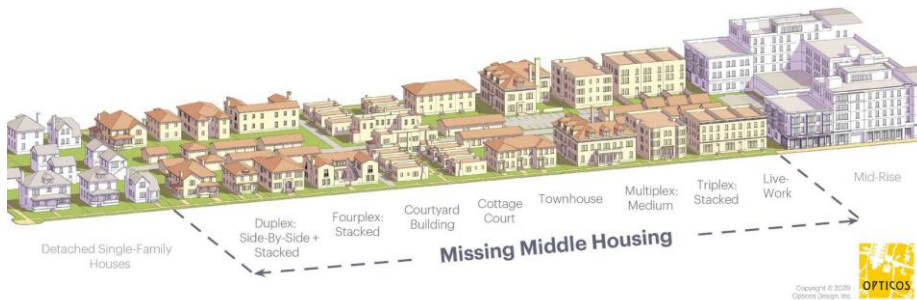 Detached Single-Family
Houses
Duplex:
Side-By-Side +
Stacked
Fourplex:
Stacked
Courtyard
Building
Cottage
Court
Townhouse
Multiplex:
Medium
Triplex:
Stacked
Live-
Work
Mid-Rise
Missing Middle Housing
Copyright © 2020
Opticos Design, Inc.
OPTICOS